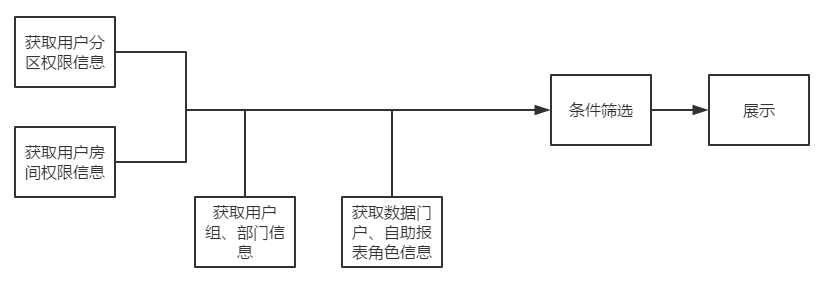 获取用户分
区权限信息
获取用户房
间权限信息
获取用户
组、部门信
息
获取数据门
户、自助报
表角色信息
条件筛选
展示